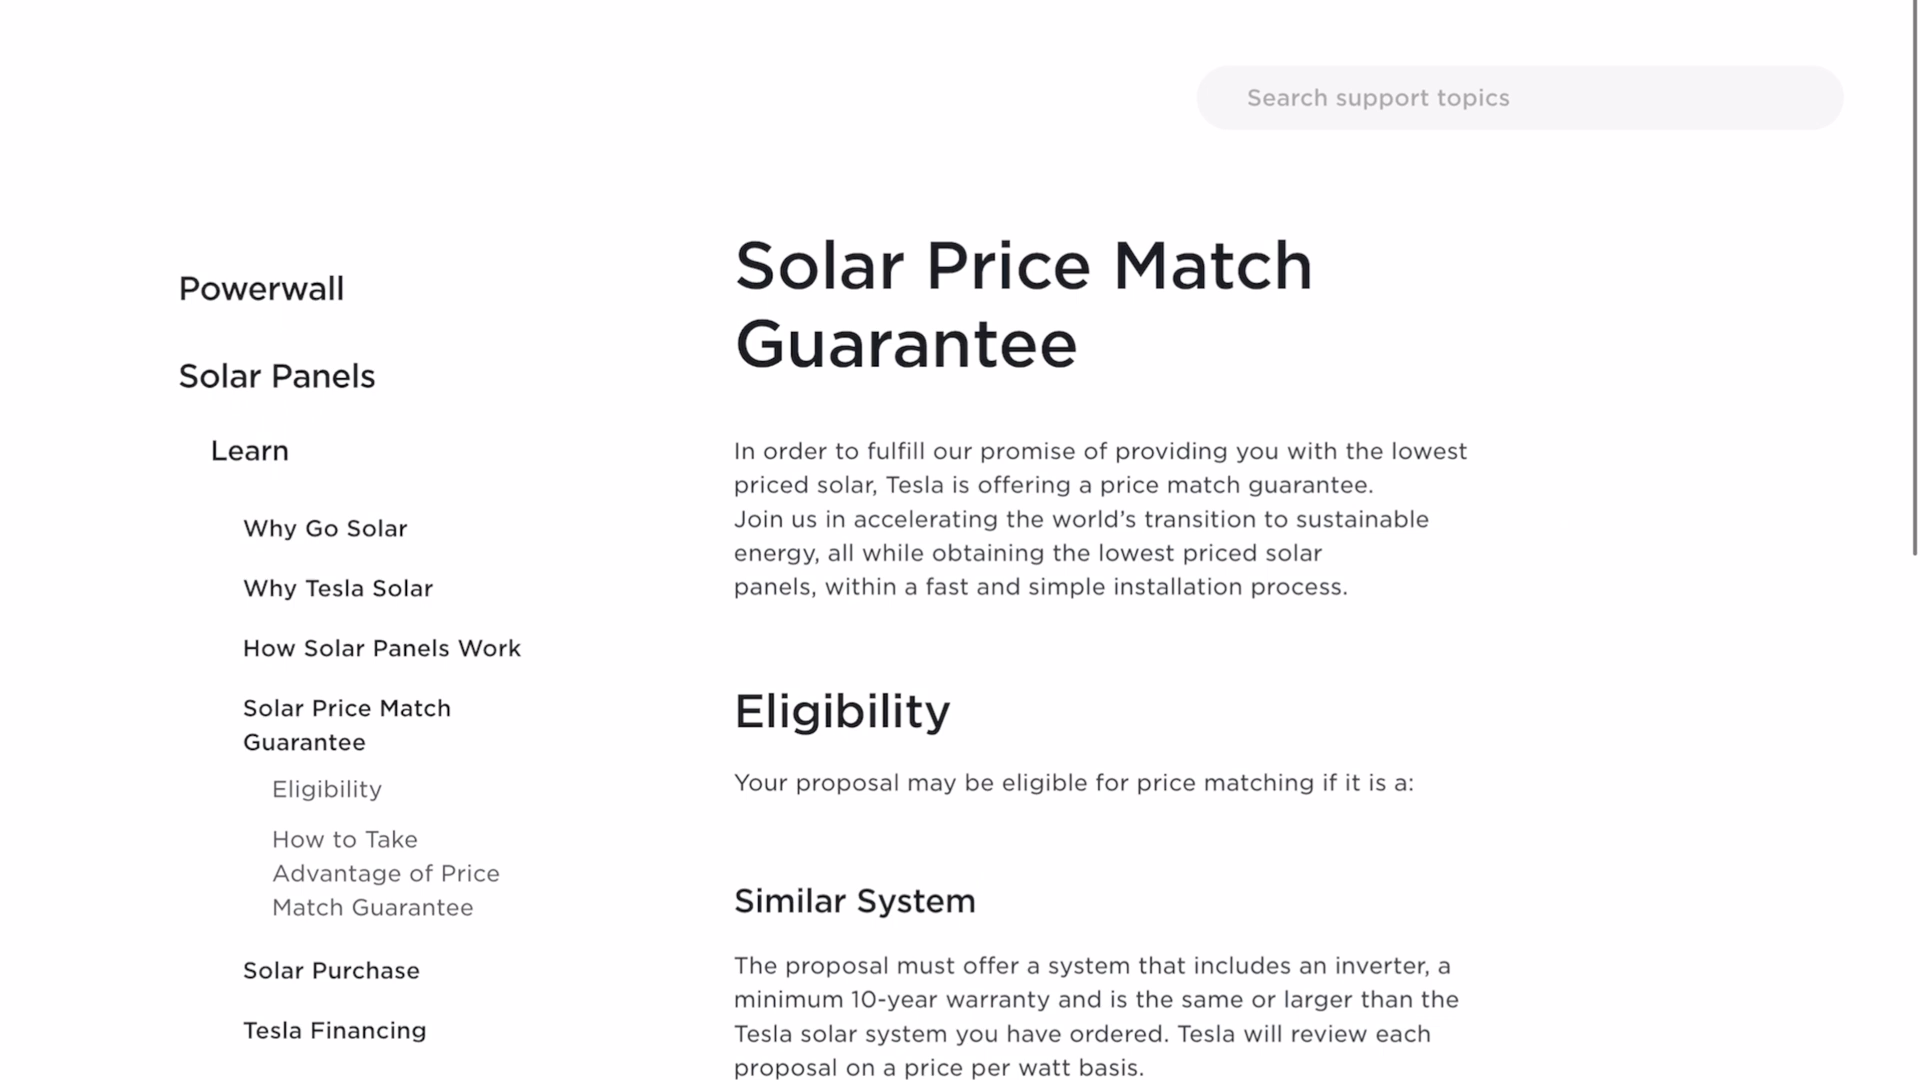 Search support topics
Powerwall
Solar Panels
Learn
Why Go Solar
Why Tesla Solar
How Solar Panels Work
Solar Price Match
Guarantee
Eligibility
How to Take
Advantage of Price
Match Guarantee
Solar Purchase
Tesla Financing
Solar Price Match
Guarantee
In order to fulfill our promise of providing you with the lowest
priced solar, Tesla is offering a price match guarantee.
Join us in accelerating the world’s transition to sustainable
energy, all while obtaining the lowest priced solar
panels, within a fast and simple installation process.
Eligibility
Your proposal may be eligible for price matching if it is a:
Similar System
The proposal must offer a system that includes an inverter, a
minimum 10-year warranty and is the same or larger than the
Tesla solar system you have ordered. Tesla will review each
proposal on a price per watt basis.